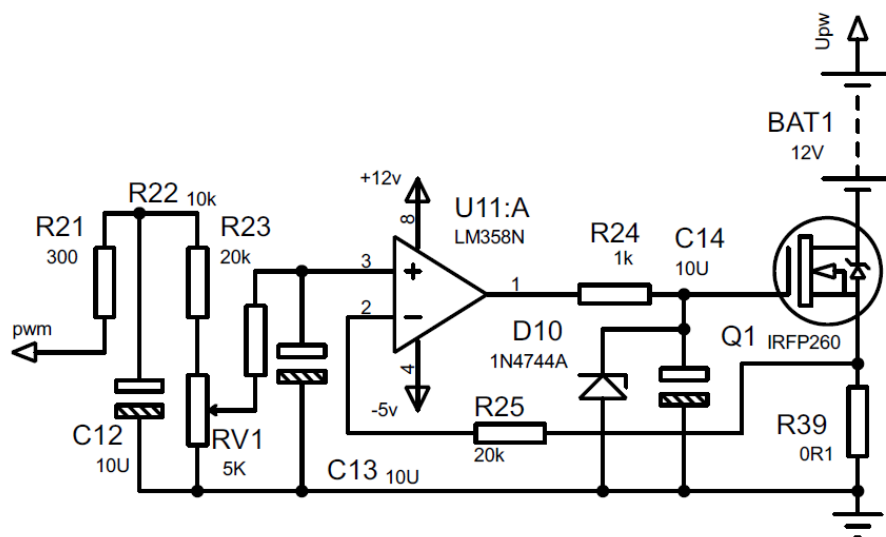 Upw
BAT1
12V
+12v
8
U11:A
LM358N
R22 10k
R21
300
R23
20k
R24
1k
C14
10U
3
1
2
pwm
D10
1N4744A
Q1 IRFP260
4
-5v
R25
20k
C12
10U
RV1
5K
R39
0R1
C13 10U